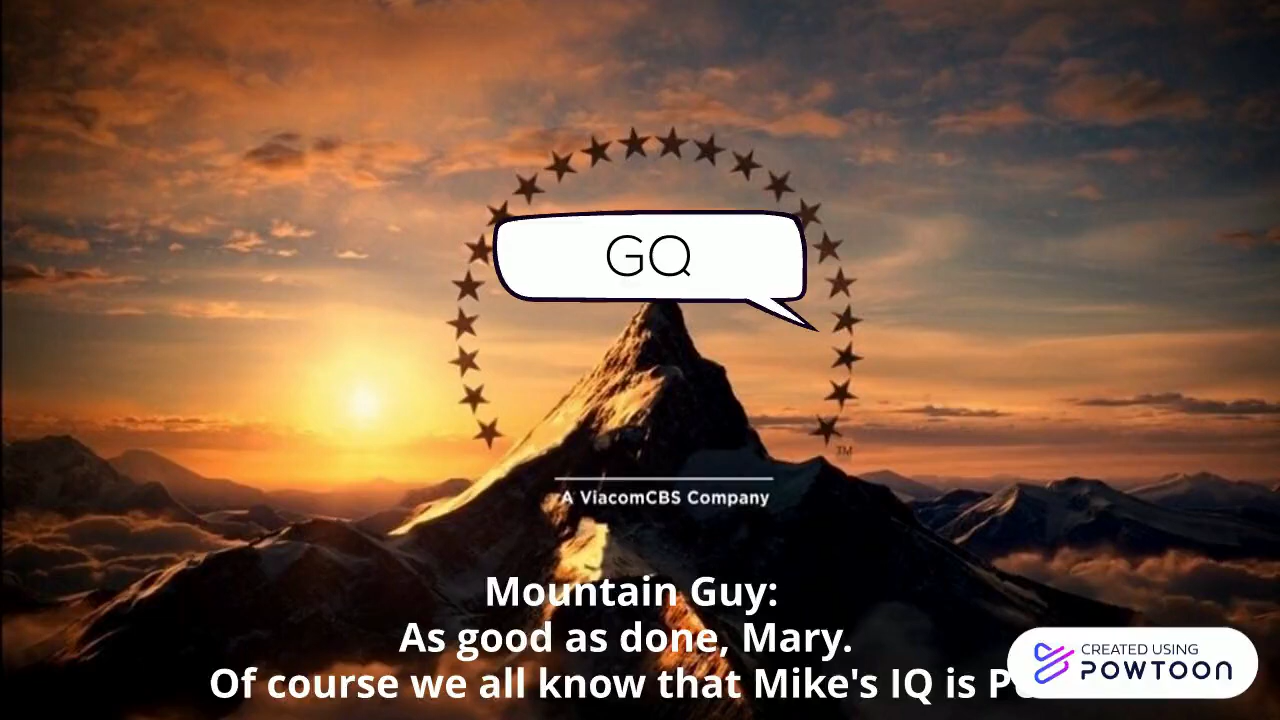 GQ
TM
A ViacomCBS Company
Mountain Guy:
As good as done, Mary.
Of course we all know that Mike's IQ is
CREATED USING
POWTOON